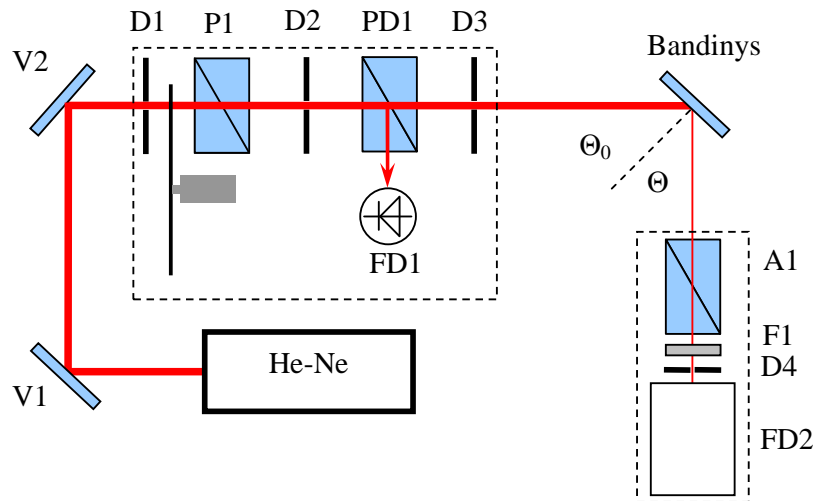 D1
P1
D2
PD1
D3
Bandinys
V2
Θ₀
Θ
FD1
A1
He-Ne
F1
V1
D4
FD2